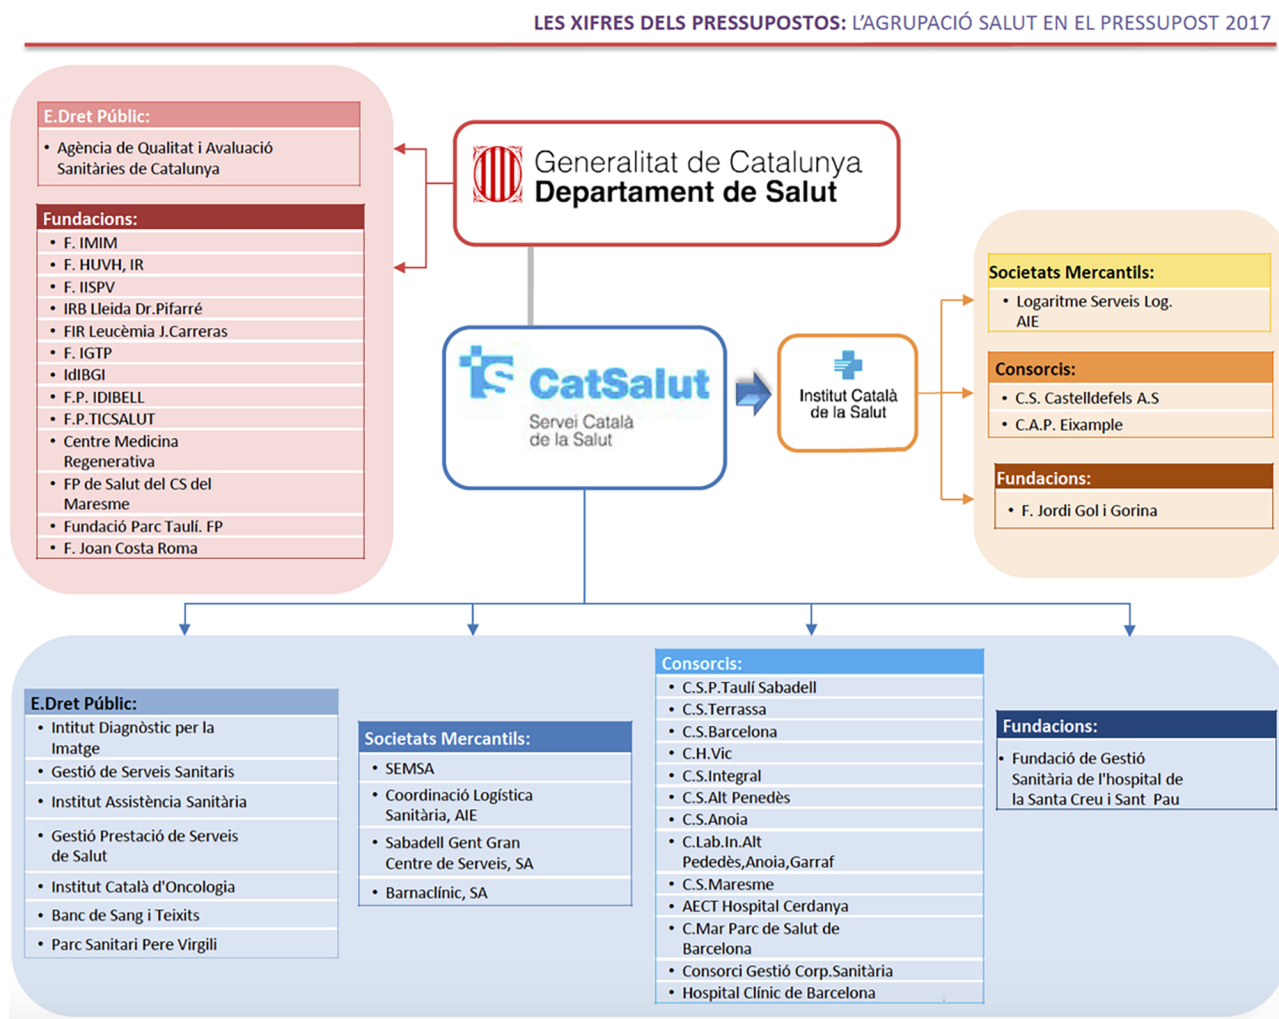 LES XIFRES DELS PRESSUPOSTOS: L'AGRUPACIÓ SALUT EN EL PRESSUPOST 2017
E.Dret Públic:
• Agència de Qualitat i Avaluació
Sanitàries de Catalunya
Fundacions:
• F. IMIM
• F. HUVH, IR
• F. IISPV
• IRB Lleida Dr.Pifarré
• FIR Leucèmia J.Carreras
• F. IGTP
• IdIBGI
• F.P. IDIBELL
• F.P.TICSALUT
• Centre Medicina
Regenerativa
• FP de Salut del CS del
Maresme
• Fundació Parc Taulí. FP
• F. Joan Costa Roma
Generalitat de Catalunya
Departament de Salut
CatSalut
Servei Català
de la Salut
Institut Català
de la Salut
Societats Mercantils:
• Logaritme Serveis Log.
AIE
Consorcis:
• C.S. Castelldefels A.S
• C.A.P. Eixample
Fundacions:
• F. Jordi Gol i Gorina
E.Dret Públic:
• Intitut Diagnòstic per la
Imatge
• Gestió de Serveis Sanitaris
• Institut Assistència Sanitària
• Gestió Prestació de Serveis
de Salut
• Institut Català d'Oncologia
• Banc de Sang i Teixits
• Parc Sanitari Pere Virgili
Societats Mercantils:
• SEMSA
• Coordinació Logística
Sanitària, AIE
• Sabadell Gent Gran
Centre de Serveis, SA
• Barnaclínic, SA
Consorcis:
• C.S.P.Taulí Sabadell
• C.S.Terrassa
• C.S.Barcelona
• C.H.Vic
• C.S.Integral
• C.S.Alt Penedès
• C.S.Anoia
• C.Lab.In.Alt
Pededès,Anoia,Garraf
• C.S.Maresme
• AECT Hospital Cerdanya
• C.Mar Parc de Salut de
Barcelona
• Consorci Gestió Corp.Sanitària
• Hospital Clínic de Barcelona
Fundacions:
• Fundació de Gestió
Sanitària de l'hospital de
la Santa Creu i Sant Pau